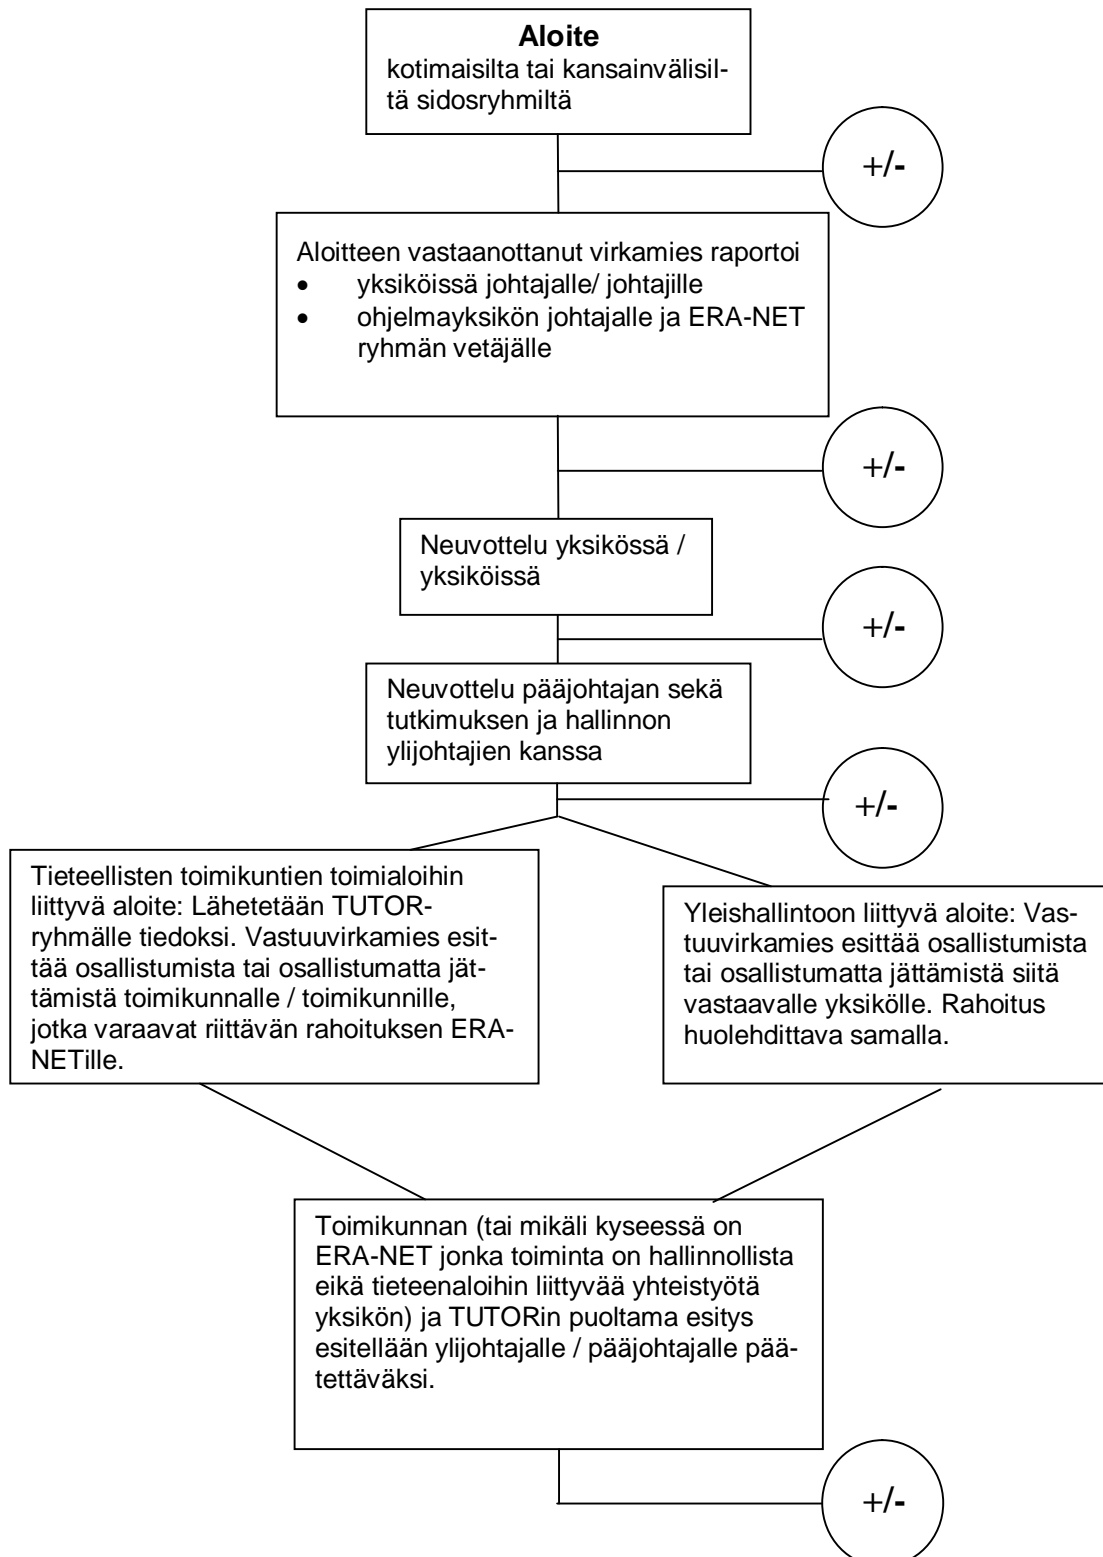 Aloite
kotimaisilta tai kansainvälisil-
tä sidosryhmiltä
+/-
Aloitteen vastaanottanut virkamies raportoi
• yksiköissä johtajalle/ johtajille
• ohjelmayksikön johtajalle ja ERA-NET
ryhmän vetäjälle
+/-
Neuvottelu yksikössä /
yksiköissä
+/-
Neuvottelu pääjohtajan sekä
tutkimuksen ja hallinnon
ylijohtajien kanssa
+/-
Tieteellisten toimikuntien toimialoihin
liittyvä aloite: Lähetetään TUTOR-
ryhmälle tiedoksi. Vastuuvirkamies esit-
tää osallistumista tai osallistumatta jät-
tämistä toimikunnalle / toimikunnille,
jotka varaavat riittävän rahoituksen ERA-
NETille.
Yleishallintoon liittyvä aloite: Vas-
tuuvirkamies esittää osallistumista
tai osallistumatta jättämistä siitä
vastaavalle yksikölle. Rahoitus
huolehdittava samalla.
Toimikunnan (tai mikäli kyseessä on
ERA-NET jonka toiminta on hallinnollista
eikä tieteenaloihin liittyvää yhteistyötä
yksikön) ja TUTORin puoltama esitys
esitellään ylijohtajalle / pääjohtajalle pää-
tettäväksi.
+/-